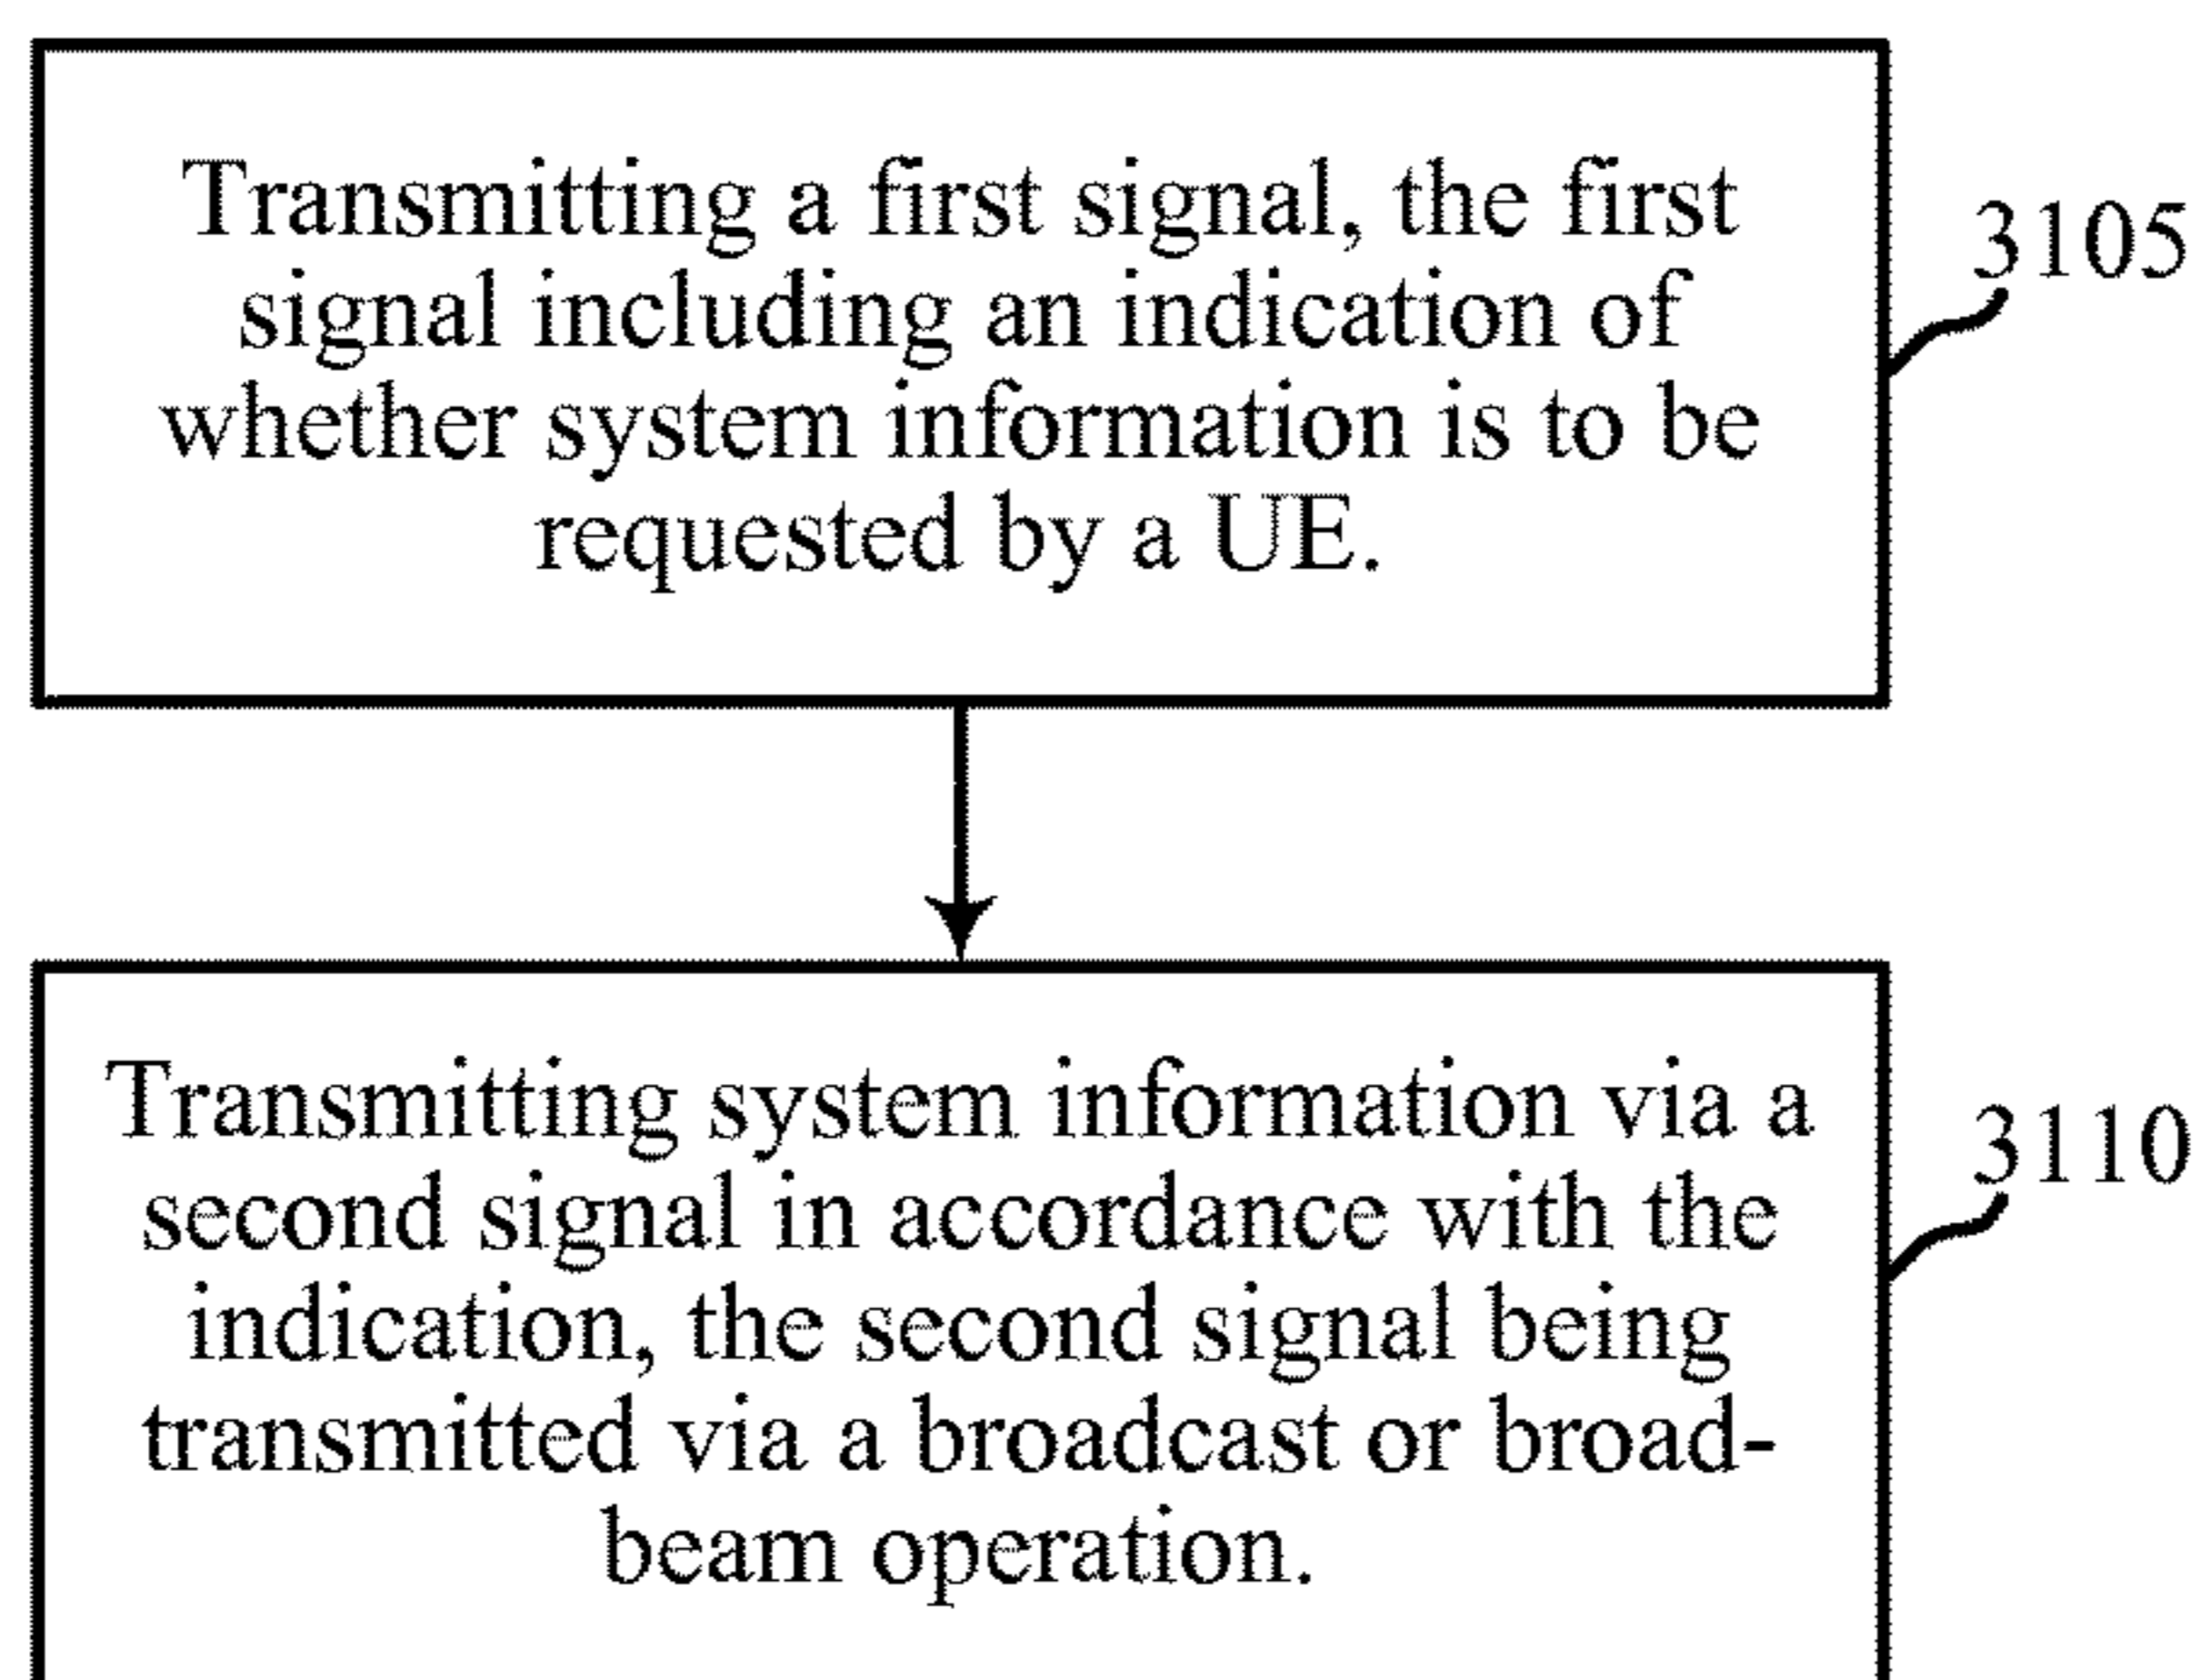 Transmitting a first signal, the first
signal including an indication of
whether system information is to be
requested by a UE.
3105
Transmitting system information via a
second signal in accordance with the
indication, the second signal being
transmitted via a broadcast or broad-
beam operation.
3110